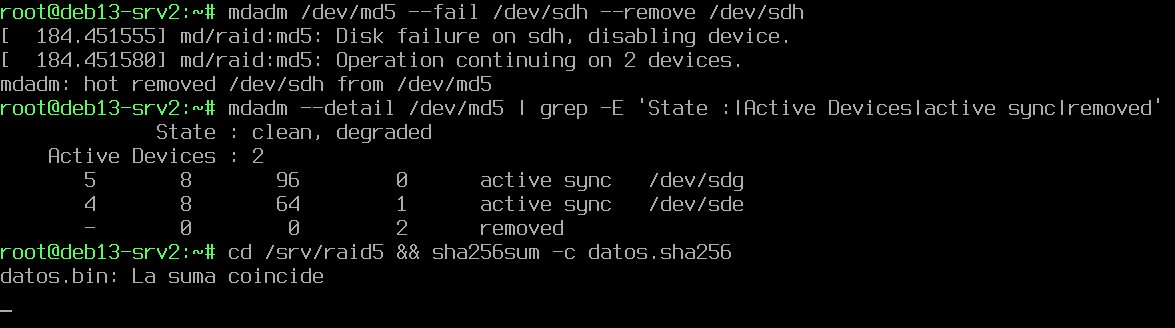 root@deb13-srv2:~# mdadm /dev/md5 --fail /dev/sdh --remove /dev/sdh
[  184.451555] md/raid:md5: Disk failure on sdh, disabling device.
[  184.451580] md/raid:md5: Operation continuing on 2 devices.
mdadm: hot removed /dev/sdh from /dev/md5
root@deb13-srv2:~# mdadm --detail /dev/md5 | grep -E 'State :|Active Devices|active sync|removed'
             State : clean, degraded
    Active Devices : 2
       5       8       96        0      active sync   /dev/sdg
       4       8       64        1      active sync   /dev/sde
       -       0        0        2      removed
root@deb13-srv2:~# cd /srv/raid5 && sha256sum -c datos.sha256
datos.bin: La suma coincide
_